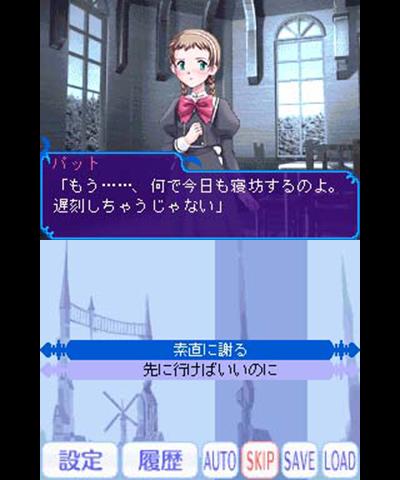 パット
「もう……、何で今日も寝坊するのよ。
遅刻しちゃうじゃない」
素直に謝る
先に行けばいいのに
設定 履歴 AUTO SKIP SAVE LOAD